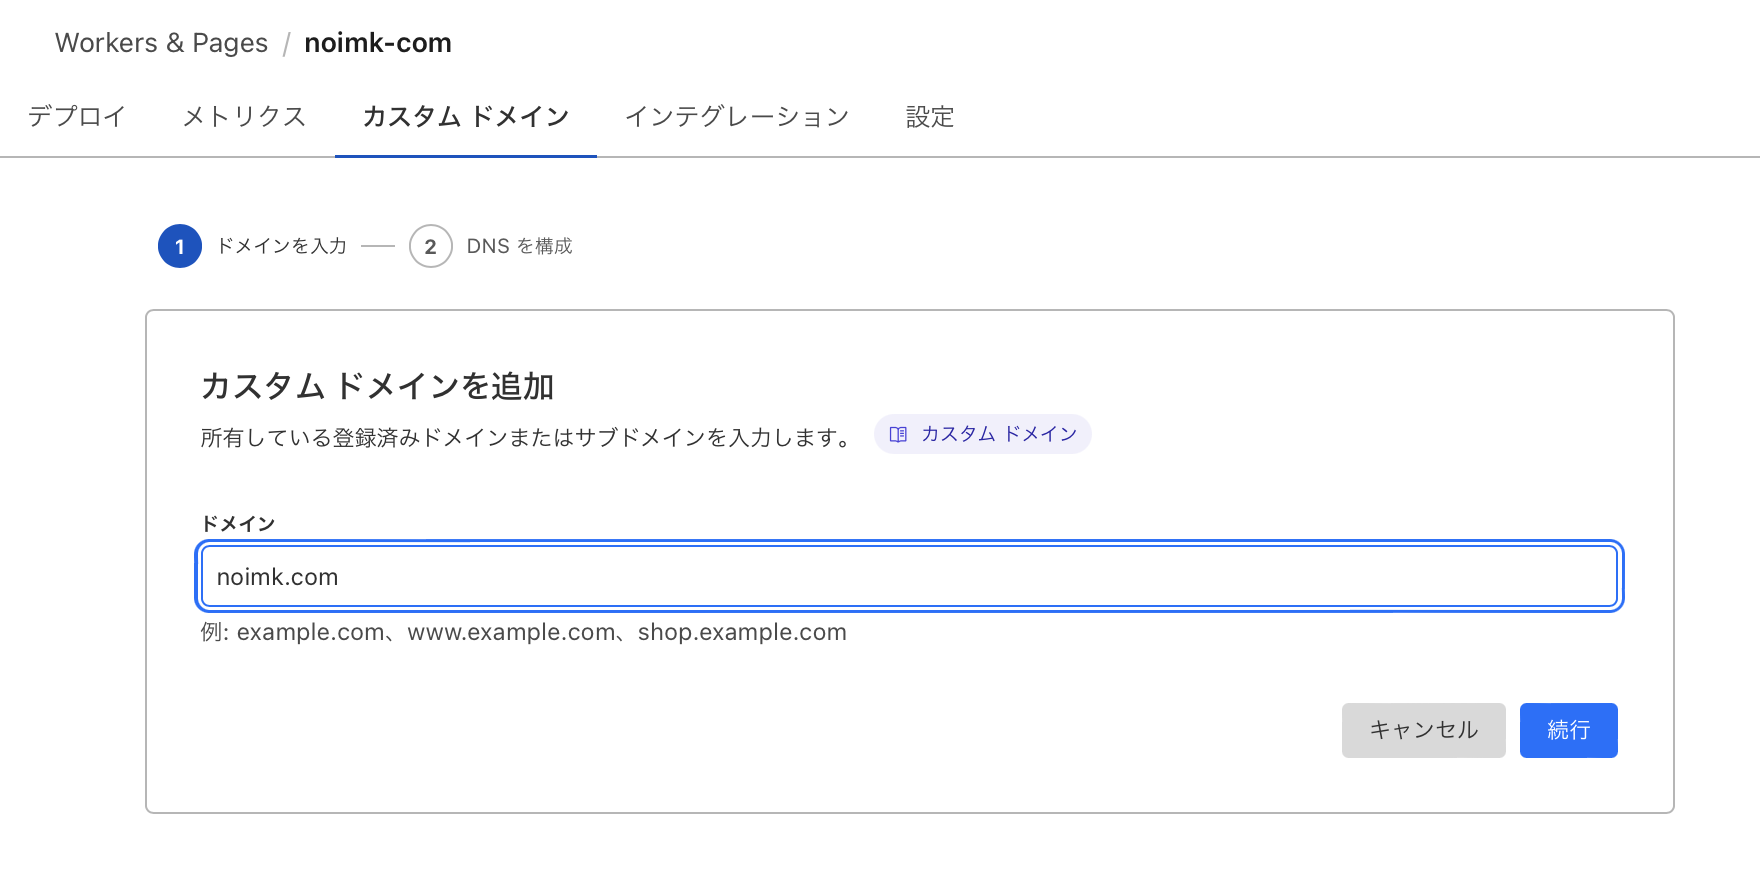 Workers & Pages / noimk-com
デプロイ メトリクス カスタム ドメイン インテグレーション 設定
1 ドメインを入力 2 DNS を構成
カスタム ドメインを追加
所有している登録済みドメインまたはサブドメインを入力します。 カスタム ドメイン
ドメイン
noimk.com
例: example.com、www.example.com、shop.example.com
キャンセル 続行